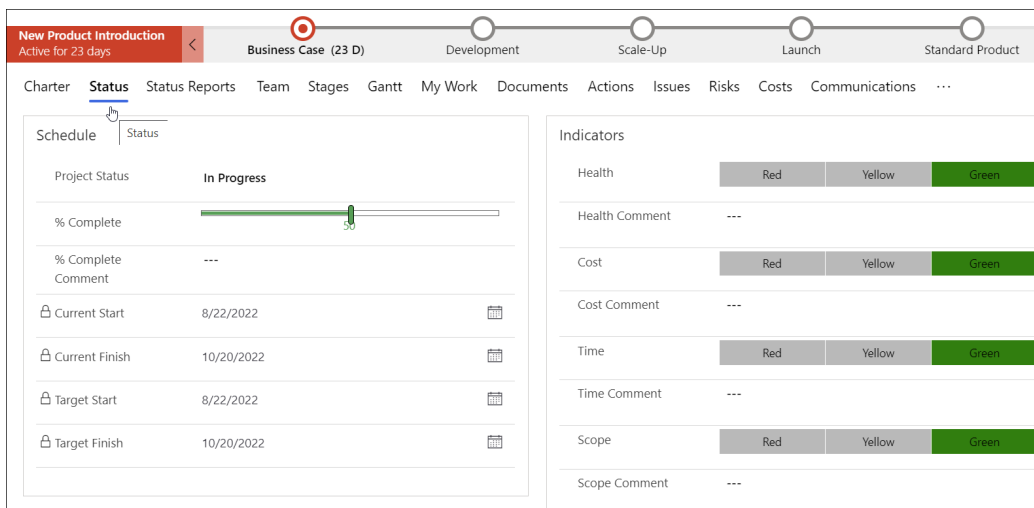 New Product Introduction
Active for 23 days
Business Case (23 D)
Development
Scale-Up
Launch
Standard Product
Charter Status Status Reports Team Stages Gantt My Work Documents Actions Issues Risks Costs Communications ...
Schedule
Status
Project Status In Progress
% Complete 50
% Complete Comment ---
Current Start 8/22/2022
Current Finish 10/20/2022
Target Start 8/22/2022
Target Finish 10/20/2022
Indicators
Health Red Yellow Green
Health Comment ---
Cost Red Yellow Green
Cost Comment ---
Time Red Yellow Green
Time Comment ---
Scope Red Yellow Green
Scope Comment ---